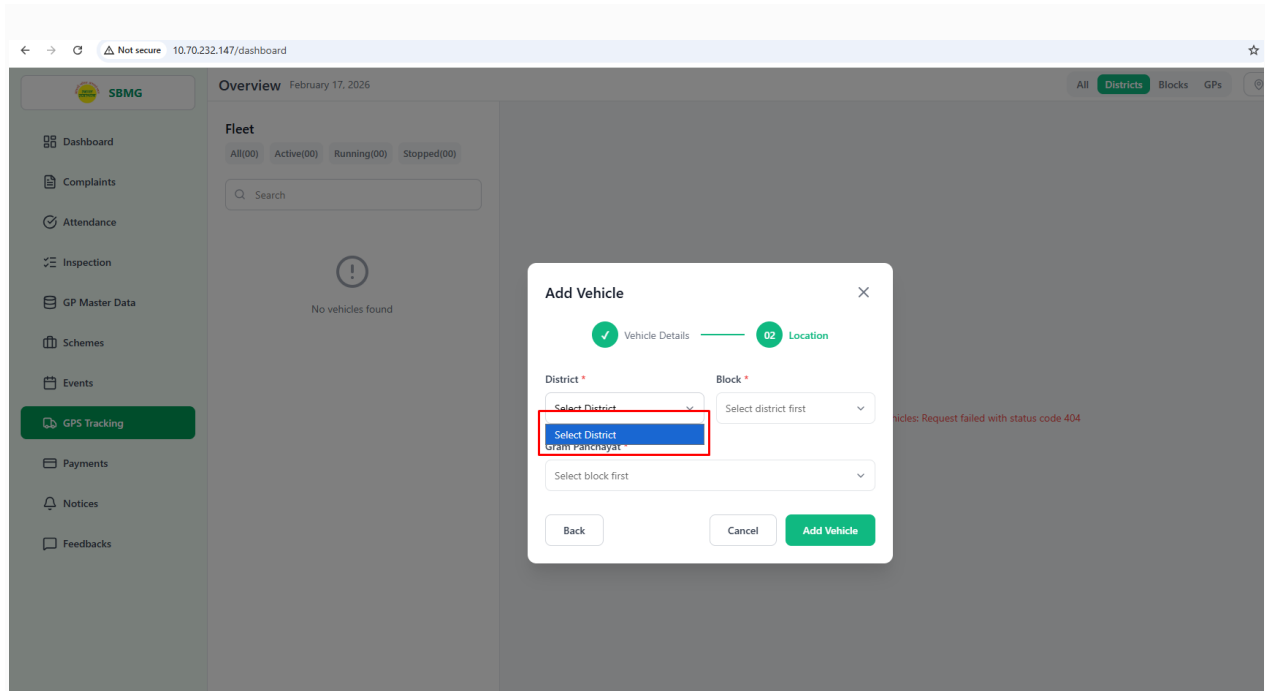 Not secure 10.70.232.147/dashboard
SBMG
Overview February 17, 2026
All Districts Blocks GPs
Dashboard
Complaints
Attendance
Inspection
GP Master Data
Schemes
Events
GPS Tracking
Payments
Notices
Feedbacks
Fleet
All(00) Active(00) Running(00) Stopped(00)
Search
No vehicles found
hicles: Request failed with status code 404
Add Vehicle
Vehicle Details 02 Location
District * Block *
Select District Select district first
Select District
Gram Panchayat *
Select block first
Back Cancel Add Vehicle